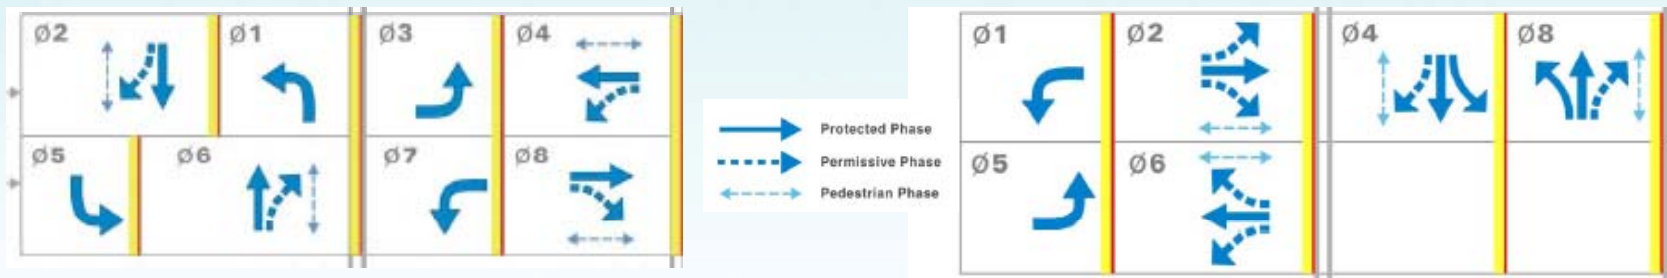 Ø2 Ø1 Ø3 Ø4
Ø5 Ø6 Ø7 Ø8
Protected Phase
Permissive Phase
Pedestrian Phase
Ø1 Ø2 Ø4 Ø8
Ø5 Ø6